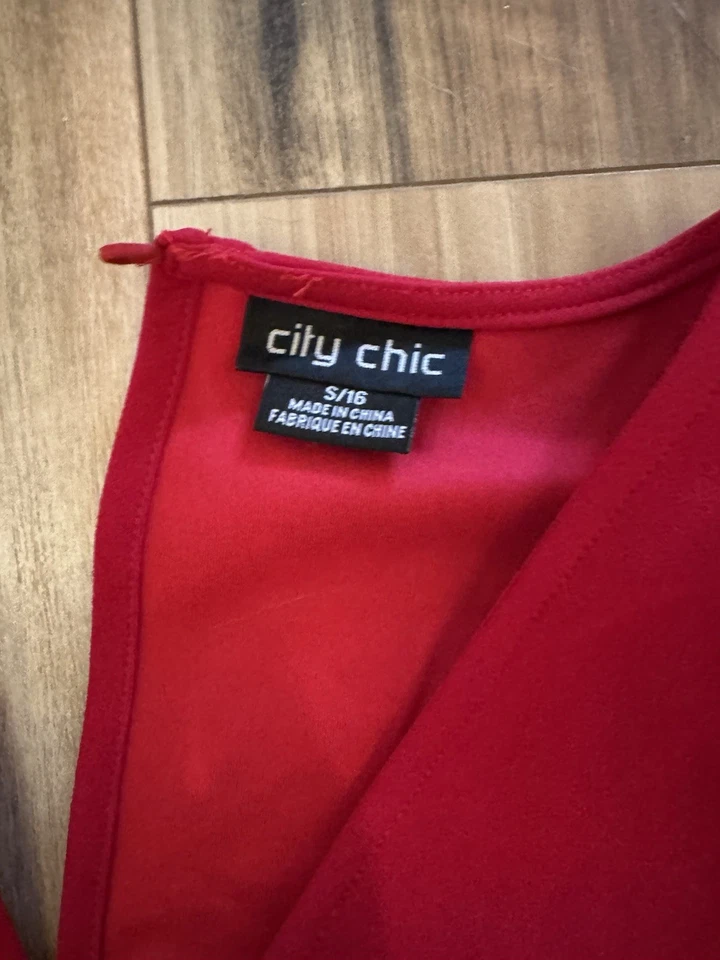 city chic
S/16
MADE IN CHINA
FABRIQUE EN CHINE